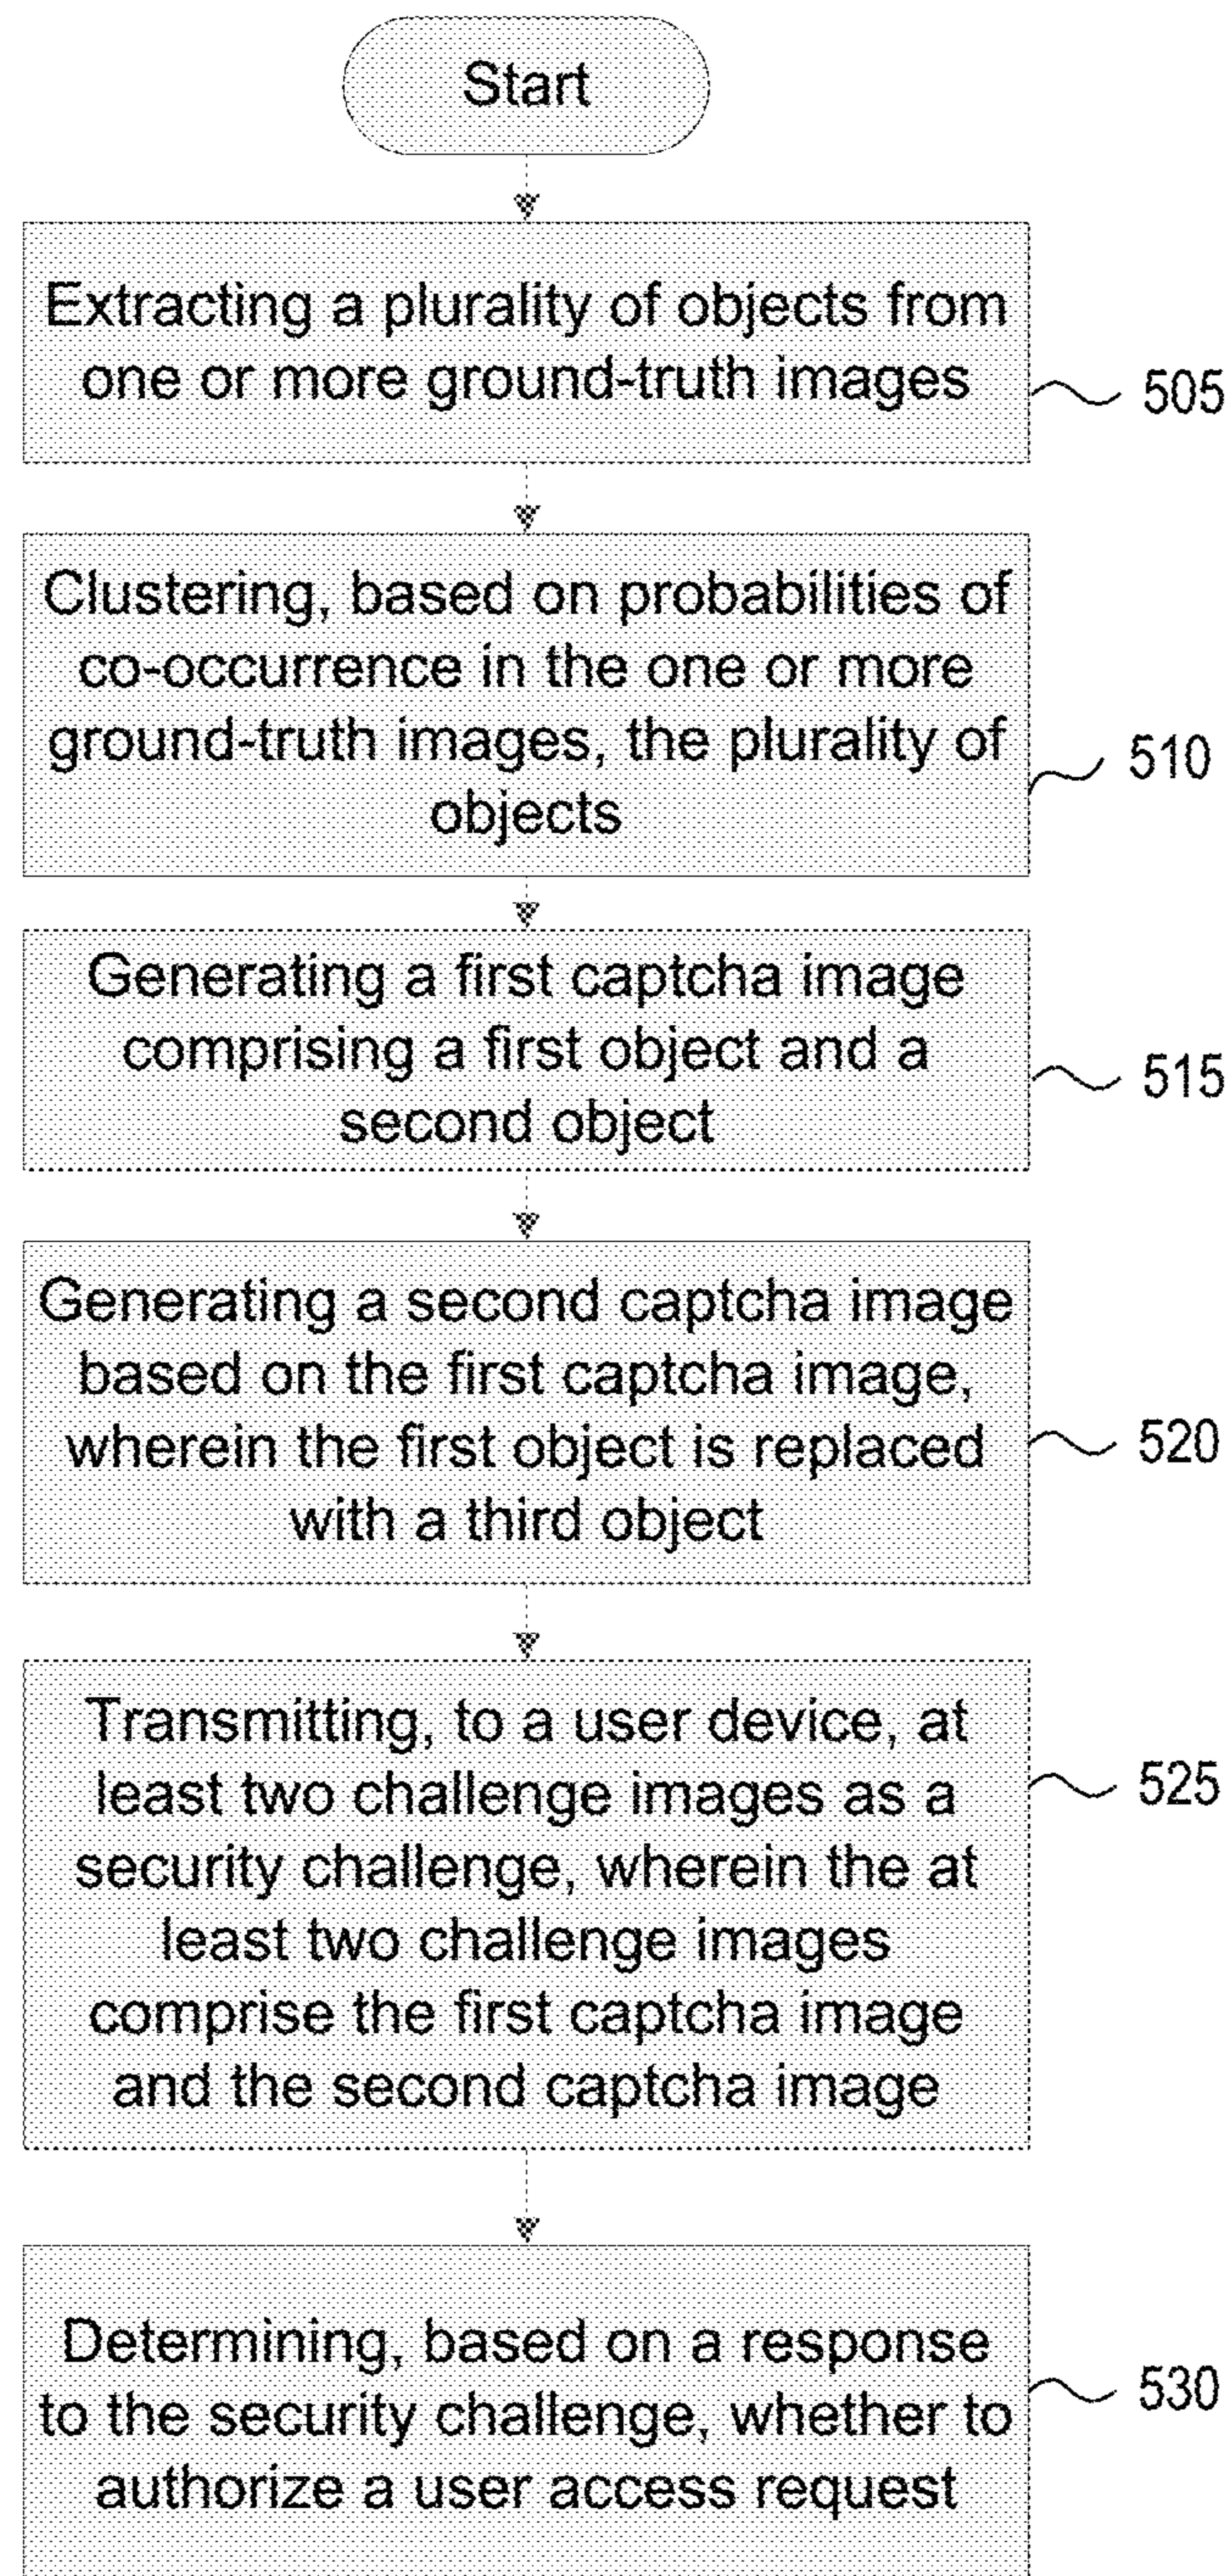 Start
Extracting a plurality of objects from
one or more ground-truth images
505
Clustering, based on probabilities of
co-occurrence in the one or more
ground-truth images, the plurality of
objects
510
Generating a first captcha image
comprising a first object and a
second object
515
Generating a second captcha image
based on the first captcha image,
wherein the first object is replaced
with a third object
520
Transmitting, to a user device, at
least two challenge images as a
security challenge, wherein the at
least two challenge images
comprise the first captcha image
and the second captcha image
525
Determining, based on a response
to the security challenge, whether to
authorize a user access request
530